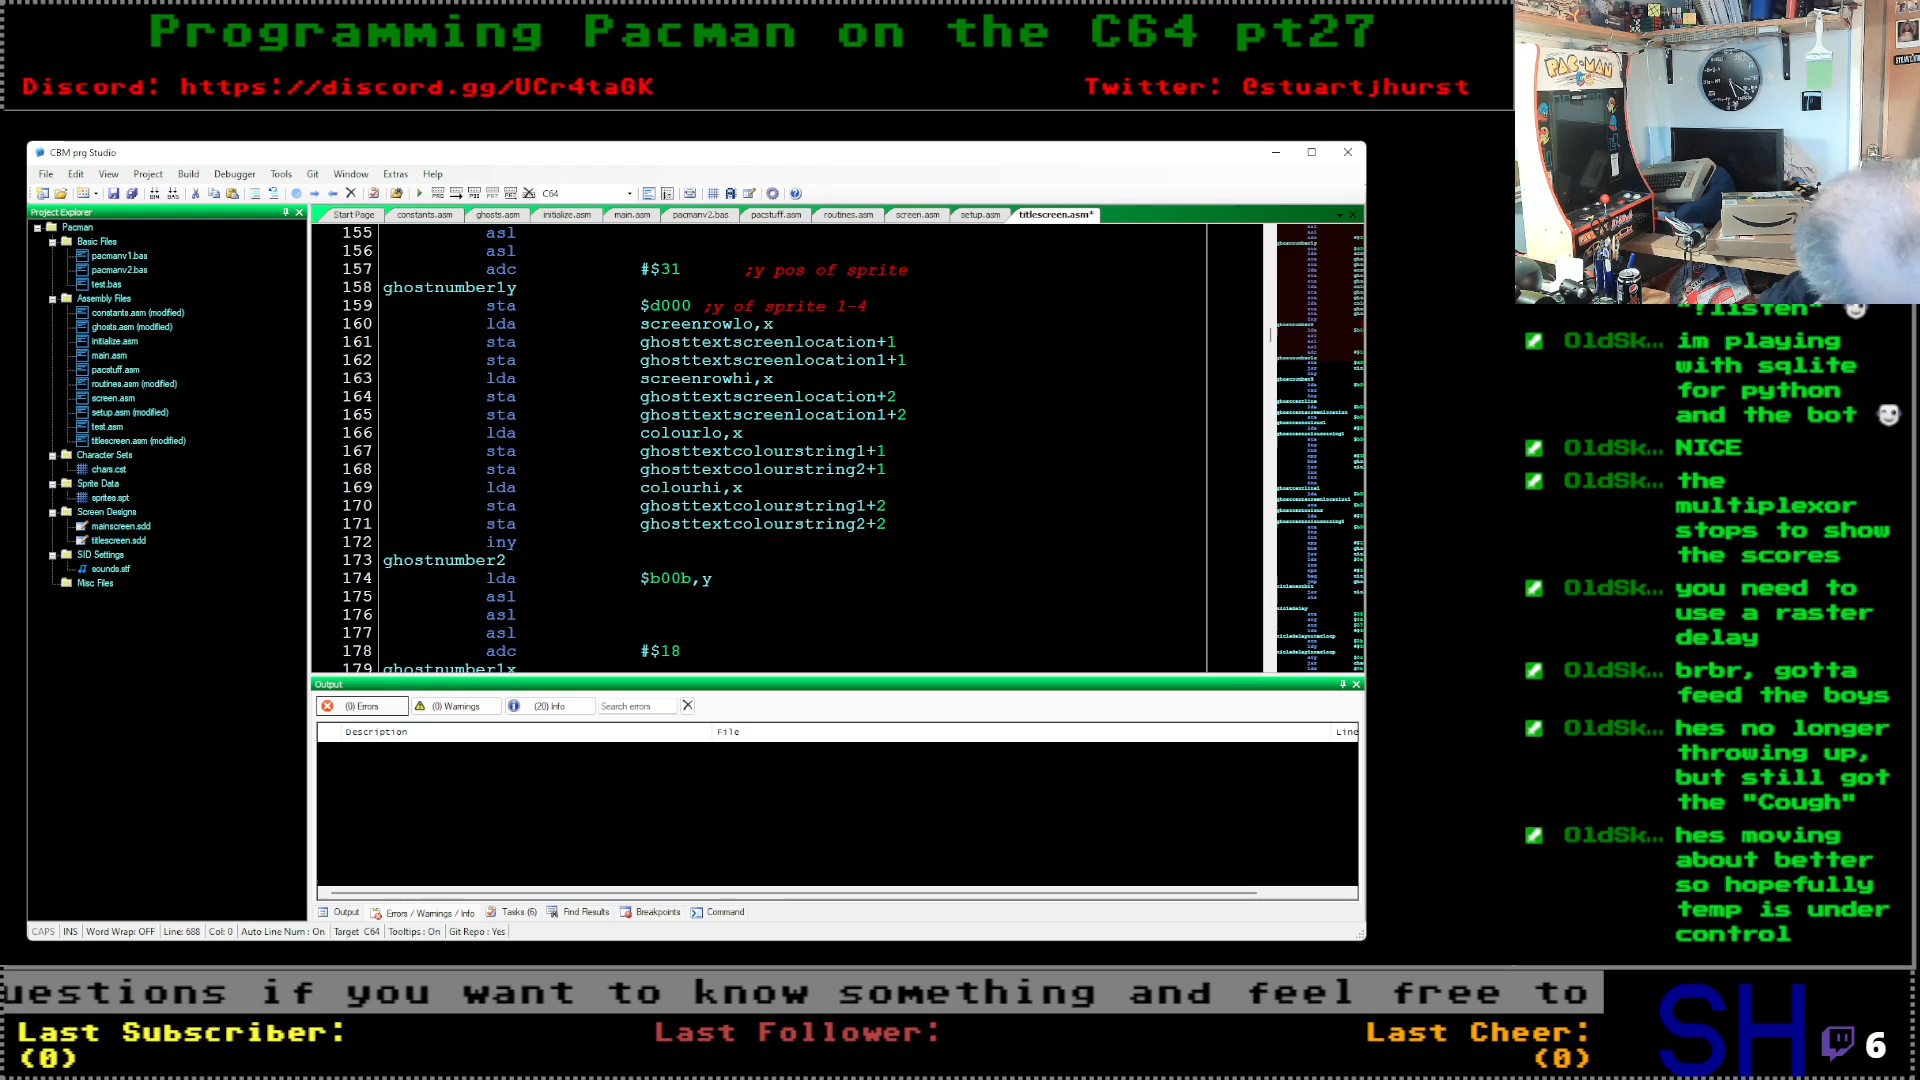 Programming Pacman on the C64 pt27
Discord: https://discord.gg/UCr4taGK
Twitter: @stuartjhurst
CBM prg Studio
File Edit View Project Build Debugger Tools Git Window Extras Help
C64
Project Explorer
Start Page constants.asm ghosts.asm initialize.asm main.asm pacmanv2.bas pacstuff.asm routines.asm screen.asm setup.asm titlescreen.asm*
Pacman
Basic Files
pacmanv1.bas
pacmanv2.bas
test.bas
Assembly Files
constants.asm (modified)
ghosts.asm (modified)
initialize.asm
main.asm
pacstuff.asm
routines.asm (modified)
screen.asm
setup.asm (modified)
test.asm
titlescreen.asm (modified)
Character Sets
chars.cst
Sprite Data
sprites.spt
Screen Designs
mainscreen.sdd
titlescreen.sdd
SID Settings
sounds.stf
Misc Files
155 asl
156 asl
157 adc #$31 ;y pos of sprite
158 ghostnumber1y
159 sta $d000 ;y of sprite 1-4
160 lda screenrowlo,x
161 sta ghosttextscreenlocation+1
162 sta ghosttextscreenlocation1+1
163 lda screenrowhi,x
164 sta ghosttextscreenlocation+2
165 sta ghosttextscreenlocation1+2
166 lda colourlo,x
167 sta ghosttextcolourstring1+1
168 sta ghosttextcolourstring2+1
169 lda colourhi,x
170 sta ghosttextcolourstring1+2
171 sta ghosttextcolourstring2+2
172 iny
173 ghostnumber2
174 lda $b00b,y
175 asl
176 asl
177 asl
178 adc #$18
179 ghostnumber1x
Output
(0) Errors (0) Warnings (20) Info Search errors
Description File Line
Output Errors / Warnings / Info Tasks (6) Find Results Breakpoints Command
CAPS INS Word Wrap: OFF Line: 688 Col: 0 Auto Line Num : On Target C64 Tooltips : On Git Repo : Yes
PAC-MAN
"!listen"
OldSk... im playing
with sqlite
for python
and the bot
OldSk... NICE
OldSk... the
multiplexor
stops to show
the scores
OldSk... you need to
use a raster
delay
OldSk... brbr, gotta
feed the boys
OldSk... hes no longer
throwing up,
but still got
the "Cough"
OldSk... hes moving
about better
so hopefully
temp is under
control
uestions if you want to know something and feel free to
Last Subscriber:
(0)
Last Follower:
Last Cheer:
(0)
SH
6